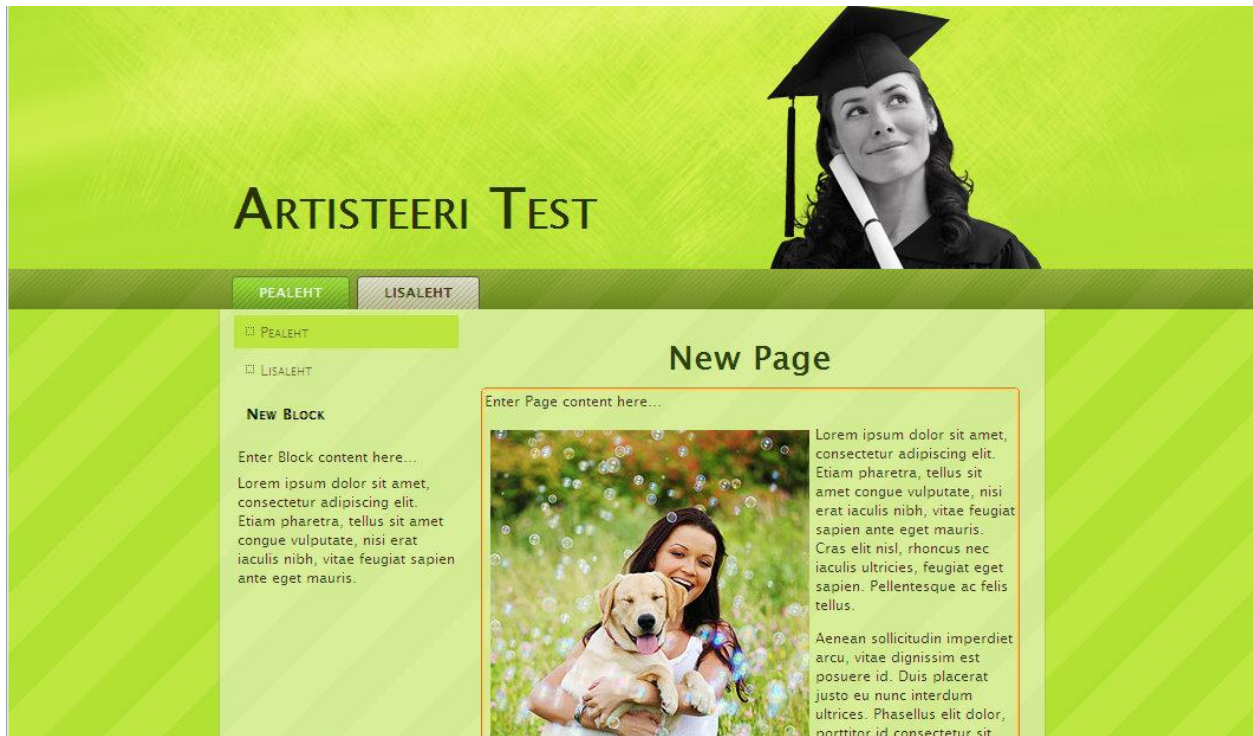 Artisteeri Test
PEALEHT
LISALEHT
Pealeht
Lisaleht
New Block
Enter Block content here...
Lorem ipsum dolor sit amet,
consectetur adipiscing elit.
Etiam pharetra, tellus sit amet
congue vulputate, nisi erat
iaculis nibh, vitae feugiat sapien
ante eget mauris.
New Page
Enter Page content here...
Lorem ipsum dolor sit amet,
consectetur adipiscing elit.
Etiam pharetra, tellus sit
amet congue vulputate, nisi
erat iaculis nibh, vitae feugiat
sapien ante eget mauris.
Cras elit nisl, rhoncus nec
iaculis ultricies, feugiat eget
sapien. Pellentesque ac felis
tellus.
Aenean sollicitudin imperdiet
arcu, vitae dignissim est
posuere id. Duis placerat
justo eu nunc interdum
ultrices. Phasellus elit dolor,
porttitor id consectetur sit